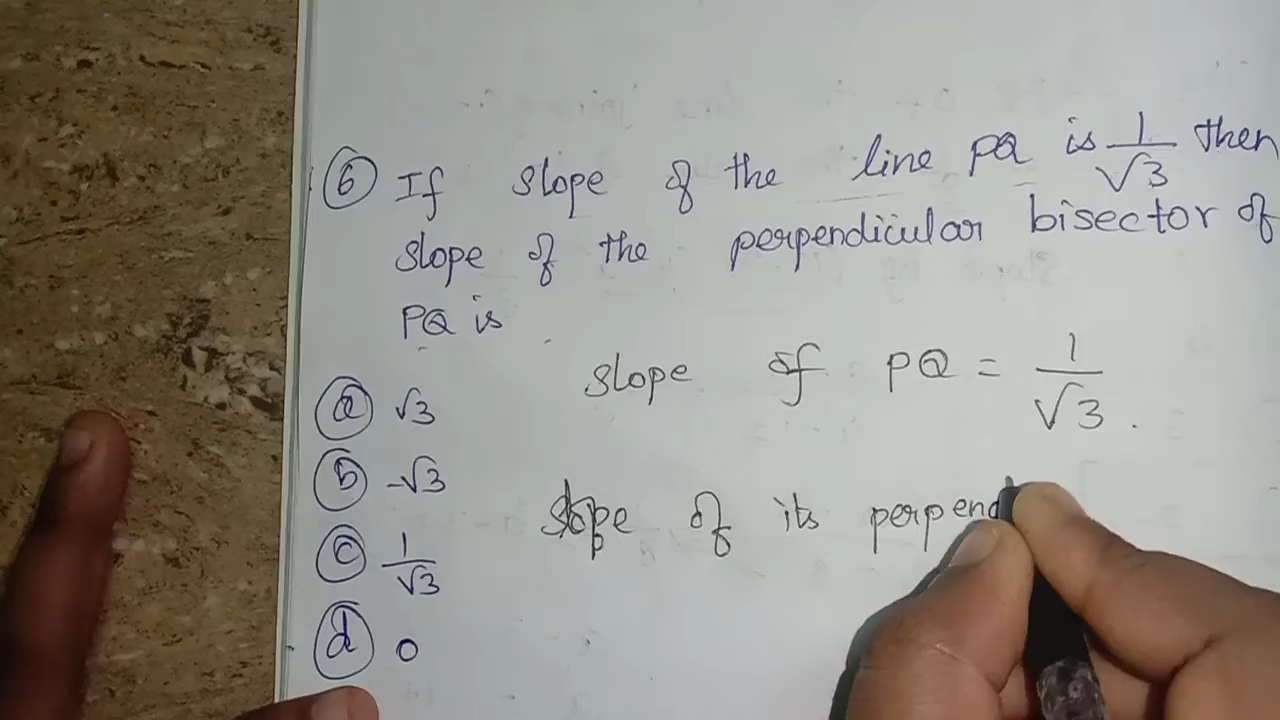 ⑥ If slope of the line PQ is 1/√3 then
slope of the perpendicular bisector of
PQ is
slope of PQ = 1/√3.
ⓐ √3
ⓑ -√3
slope of its perpend
ⓒ 1/√3
ⓓ 0